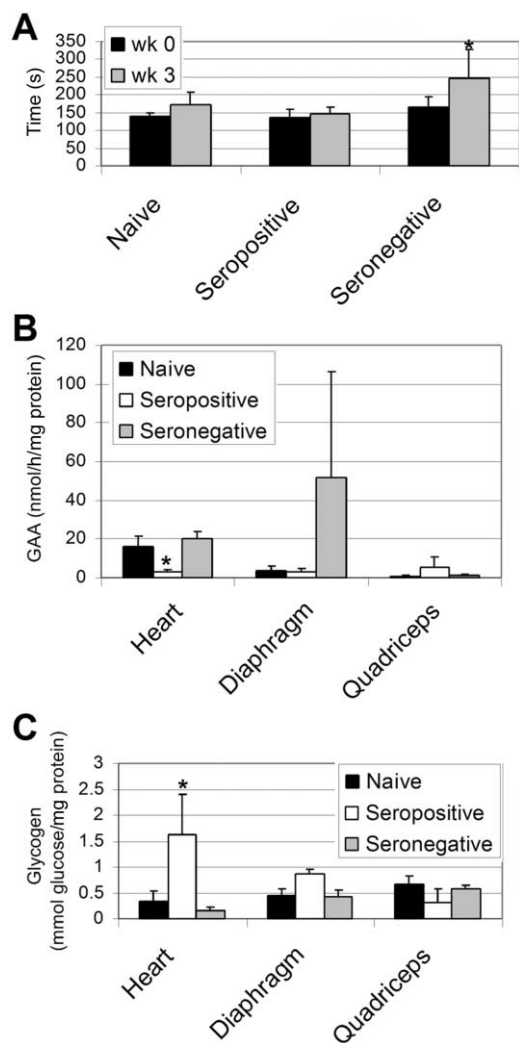 A
Time (s)
350
300
250
200
150
100
50
0
wk 0
wk 3
*
Naive
Seropositive
Seronegative
B
GAA (nmol/h/mg protein)
120
100
80
60
40
20
0
Naive
Seropositive
Seronegative
*
Heart
Diaphragm
Quadriceps
C
Glycogen
(mmol glucose/mg protein)
3
2.5
2
1.5
1
0.5
0
*
Naive
Seropositive
Seronegative
Heart
Diaphragm
Quadriceps